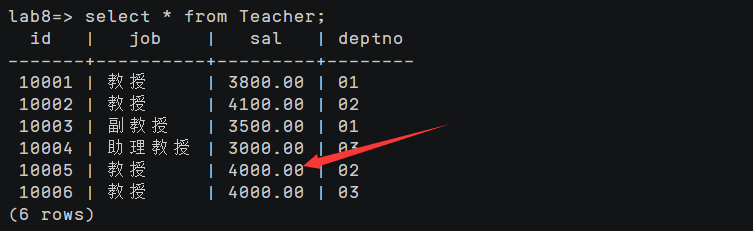 lab8=> select * from Teacher;
  id   |   job    |   sal   | deptno
-------+----------+---------+--------
 10001 | 教授     | 3800.00 | 01
 10002 | 教授     | 4100.00 | 02
 10003 | 副教授   | 3500.00 | 01
 10004 | 助理教授 | 3000.00 | 03
 10005 | 教授     | 4000.00 | 02
 10006 | 教授     | 4000.00 | 03
(6 rows)